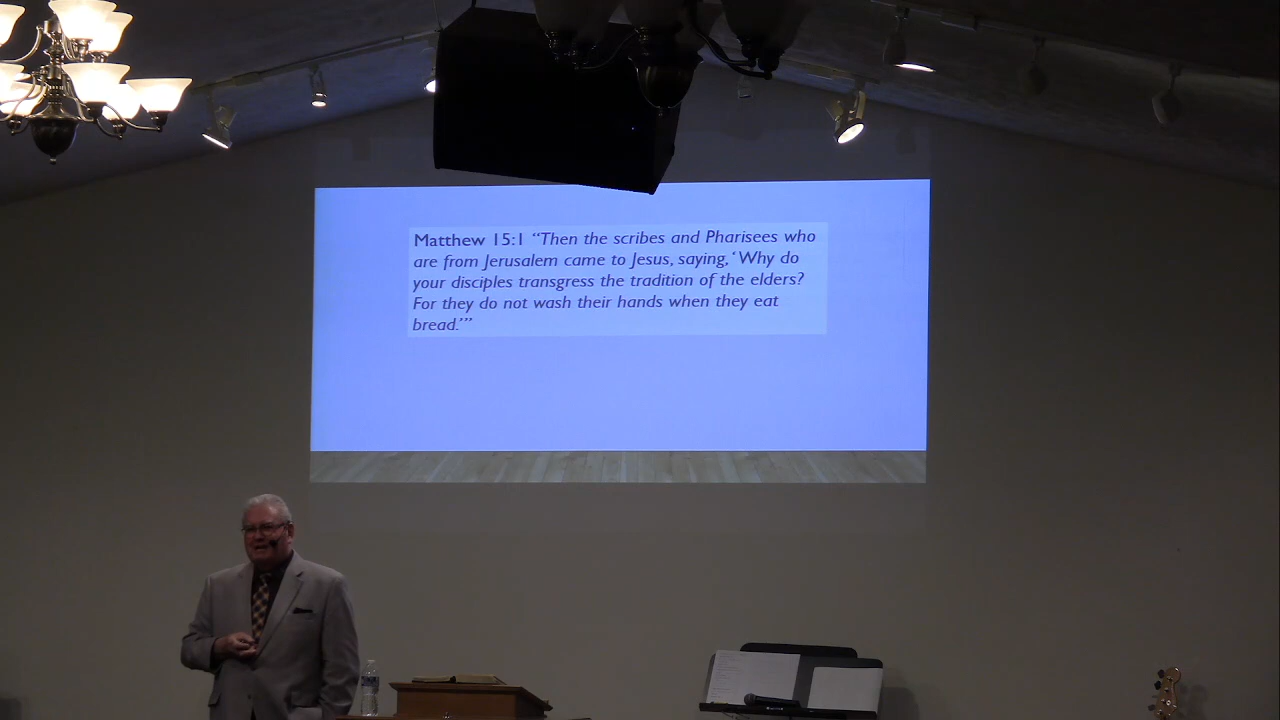 Matthew 15:1 “Then the scribes and Pharisees who
are from Jerusalem came to Jesus, saying, ‘Why do
your disciples transgress the tradition of the elders?
For they do not wash their hands when they eat
bread.’”